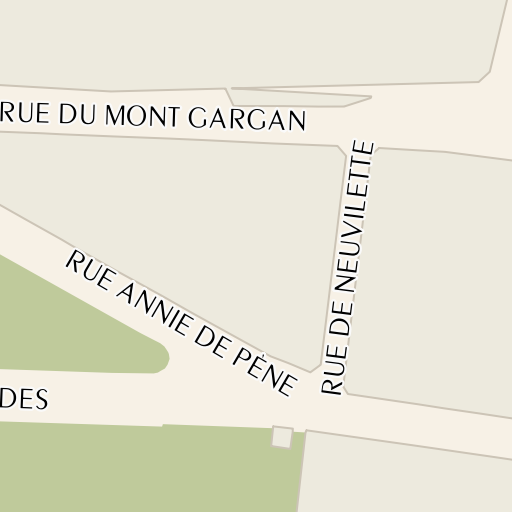 RUE DU MONT GARGAN
RUE DE NEUVILETTE
RUE ANNIE DE PÈNE
DES